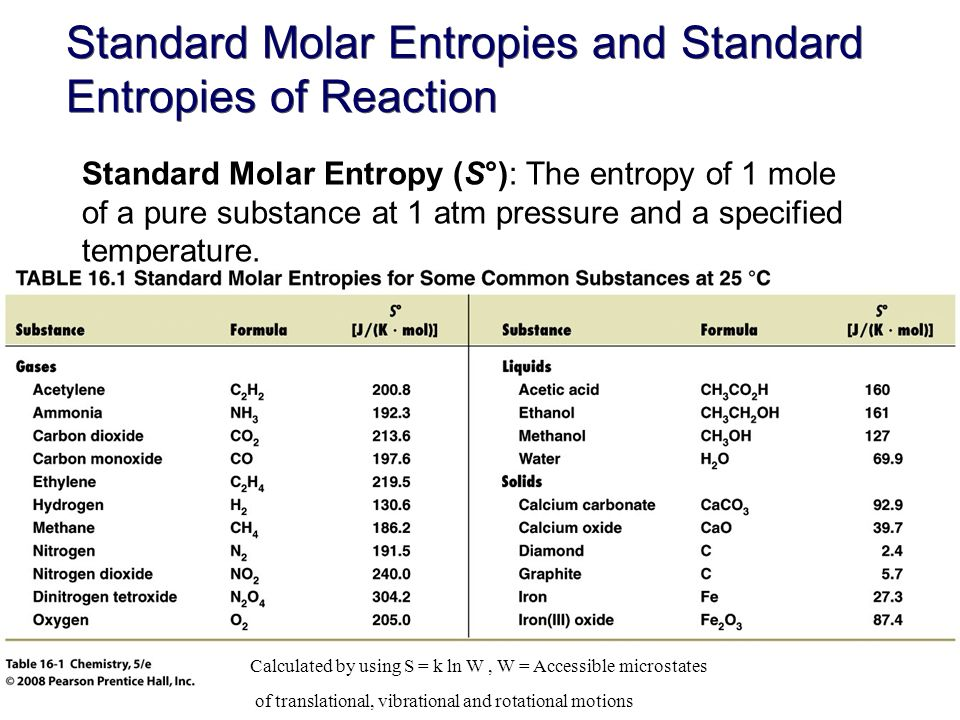 Standard Molar Entropies and Standard
Entropies of Reaction
Standard Molar Entropy (S°): The entropy of 1 mole
of a pure substance at 1 atm pressure and a specified
temperature.
TABLE 16.1 Standard Molar Entropies for Some Common Substances at 25 °C
S° S°
Substance Formula [J/(K · mol)] Substance Formula [J/(K · mol)]
Gases Liquids
Acetylene C₂H₂ 200.8 Acetic acid CH₃CO₂H 160
Ammonia NH₃ 192.3 Ethanol CH₃CH₂OH 161
Carbon dioxide CO₂ 213.6 Methanol CH₃OH 127
Carbon monoxide CO 197.6 Water H₂O 69.9
Ethylene C₂H₄ 219.5 Solids
Hydrogen H₂ 130.6 Calcium carbonate CaCO₃ 92.9
Methane CH₄ 186.2 Calcium oxide CaO 39.7
Nitrogen N₂ 191.5 Diamond C 2.4
Nitrogen dioxide NO₂ 240.0 Graphite C 5.7
Dinitrogen tetroxide N₂O₄ 304.2 Iron Fe 27.3
Oxygen O₂ 205.0 Iron(III) oxide Fe₂O₃ 87.4
Table 16-1 Chemistry, 5/e
© 2008 Pearson Prentice Hall, Inc.
Calculated by using S = k ln W , W = Accessible microstates
of translational, vibrational and rotational motions